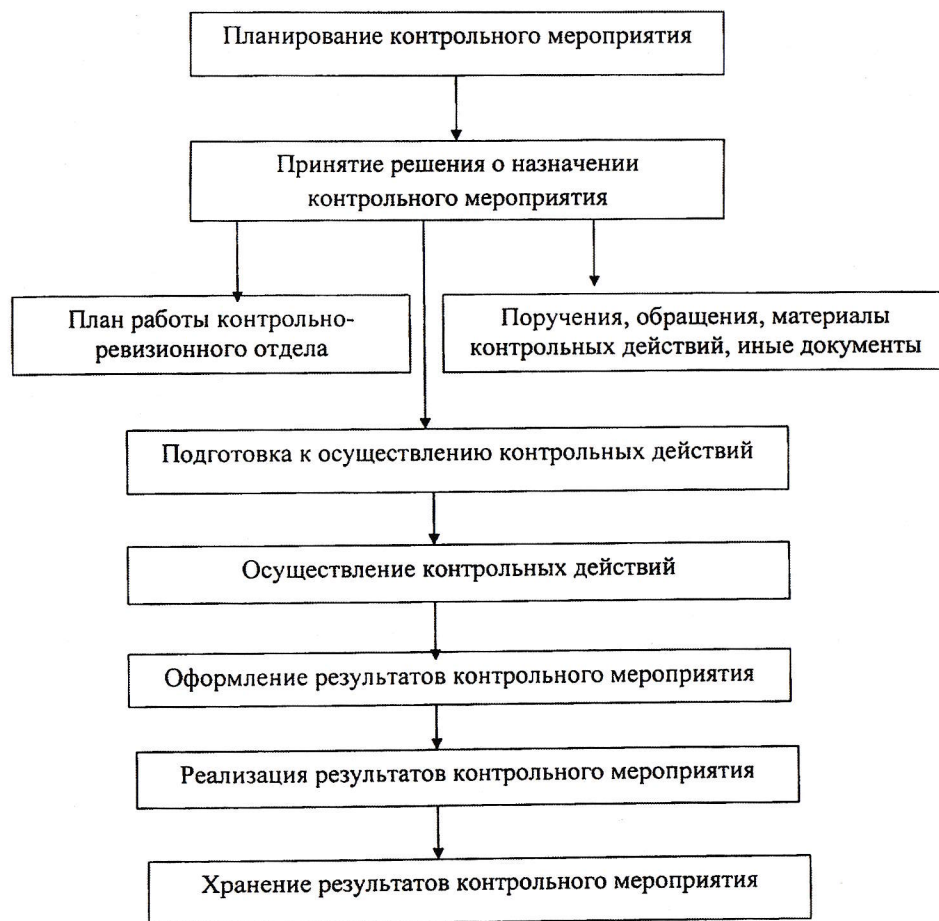 Планирование контрольного мероприятия
Принятие решения о назначении
контрольного мероприятия
План работы контрольно-
ревизионного отдела
Поручения, обращения, материалы
контрольных действий, иные документы
Подготовка к осуществлению контрольных действий
Осуществление контрольных действий
Оформление результатов контрольного мероприятия
Реализация результатов контрольного мероприятия
Хранение результатов контрольного мероприятия